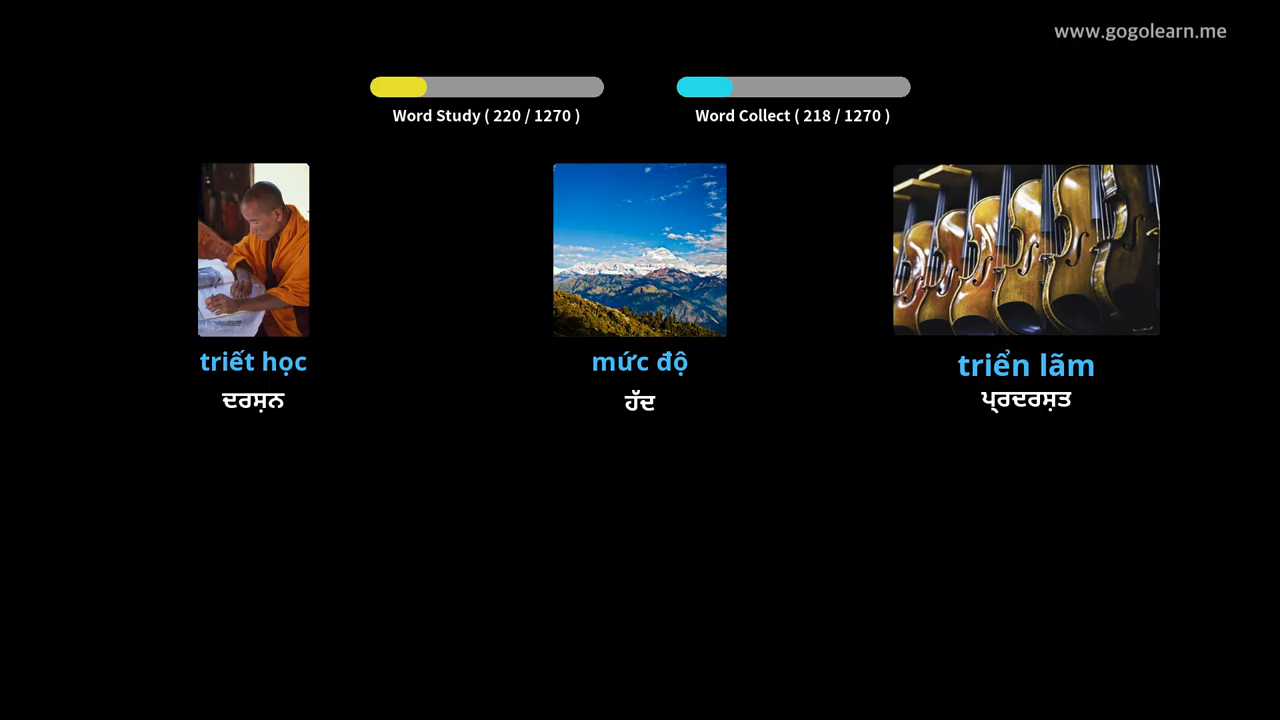 www.gogolearn.me
Word Study ( 220 / 1270 )
Word Collect ( 218 / 1270 )
triết học
mức độ
triển lãm
ਦਰਸ਼ਨ
ਹੱਦ
ਪ੍ਰਦਰਸ਼ਤ